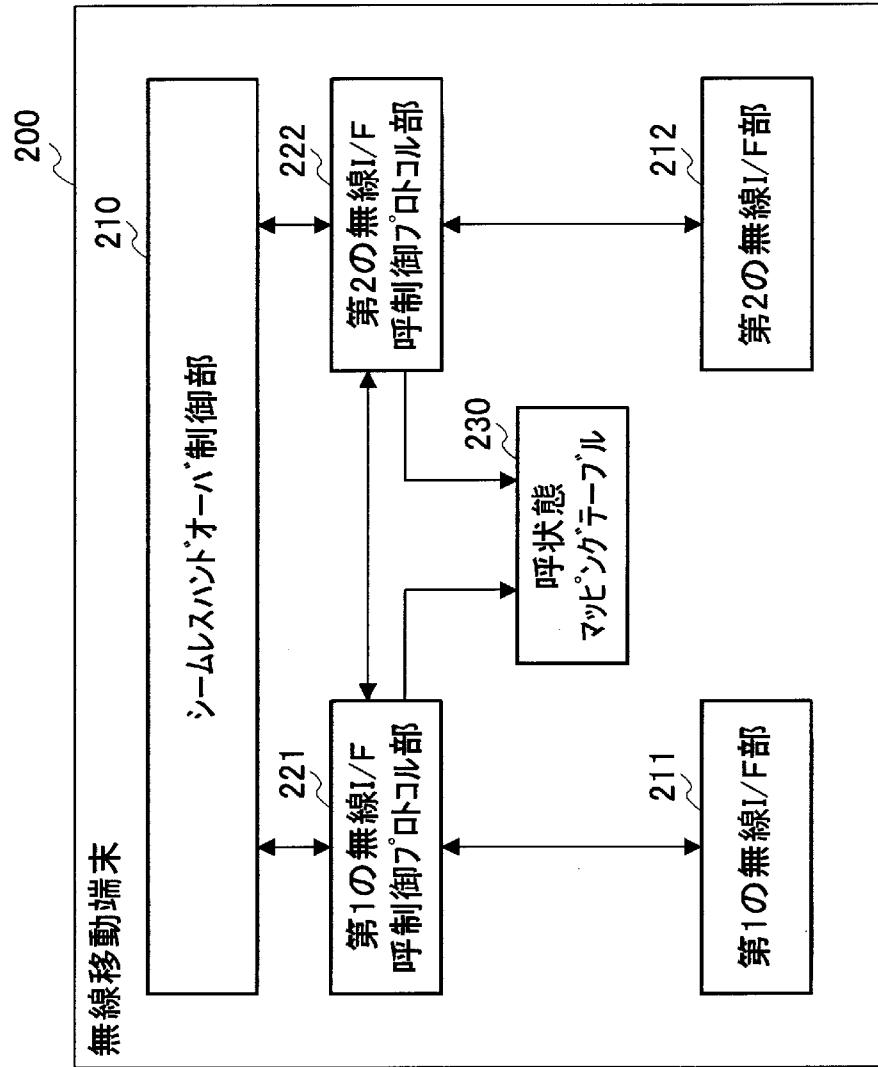 200
無線移動端末
210
シームレスハンドオーバ制御部
221
第1の無線I/F
呼制御プロトコル部
222
第2の無線I/F
呼制御プロトコル部
230
呼状態
マッピングテーブル
211
第1の無線I/F部
212
第2の無線I/F部